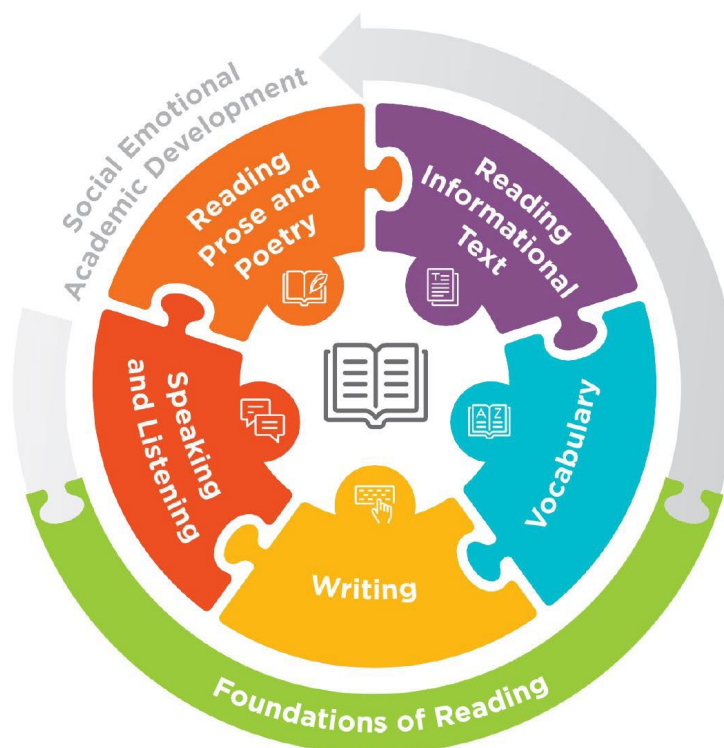 Social Emotional
Academic Development
Reading
Prose and
Poetry
Reading
Informational
Text
T
Speaking
and Listening
A Z
Vocabulary
Writing
Foundations of Reading